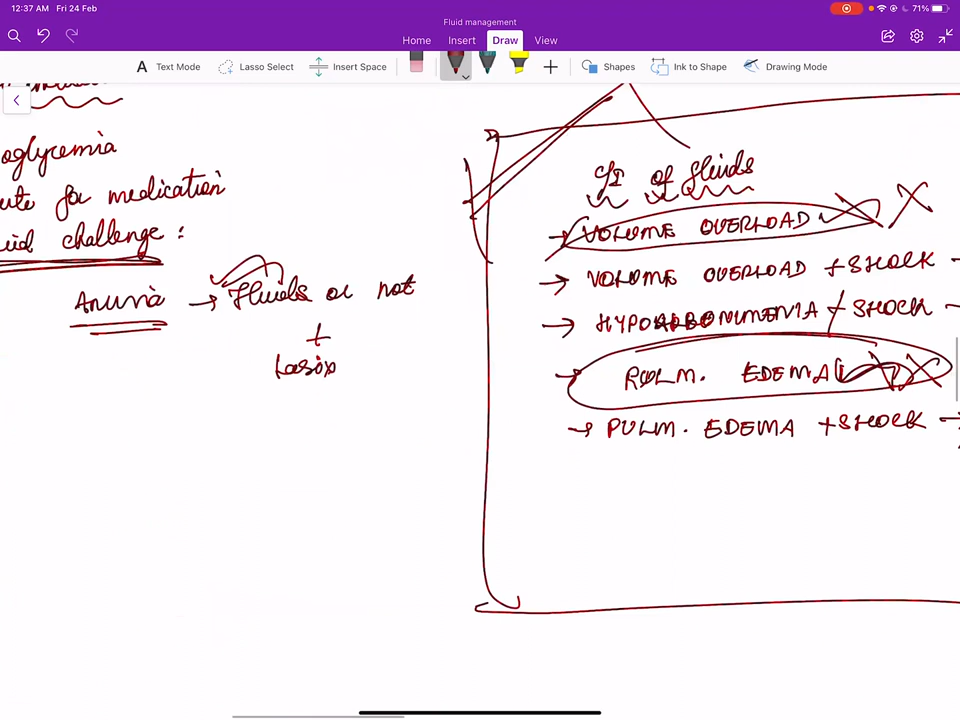 12:37 AM Fri 24 Feb
71%
Fluid management
Home Insert Draw View
Text Mode Lasso Select Insert Space Shapes Ink to Shape Drawing Mode
oglycemia
ute for medication
uid challenge :
Anuria → Fluids or not
+
Lasix
CI of fluids
→ VOLUME OVERLOAD
→ VOLUME OVERLOAD + SHOCK →
→ + SHOCK →
→ PULM. EDEMA
→ PULM. EDEMA + SHOCK →